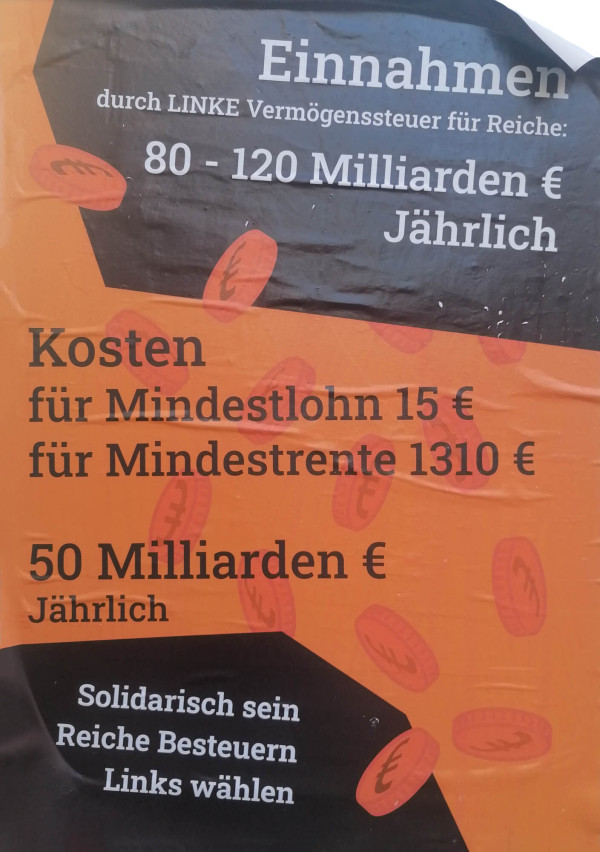 Einnahmen
durch LINKE Vermögenssteuer für Reiche:
80 - 120 Milliarden €
Jährlich
Kosten
für Mindestlohn 15 €
für Mindestrente 1310 €
50 Milliarden €
Jährlich
Solidarisch sein
Reiche Besteuern
Links wählen